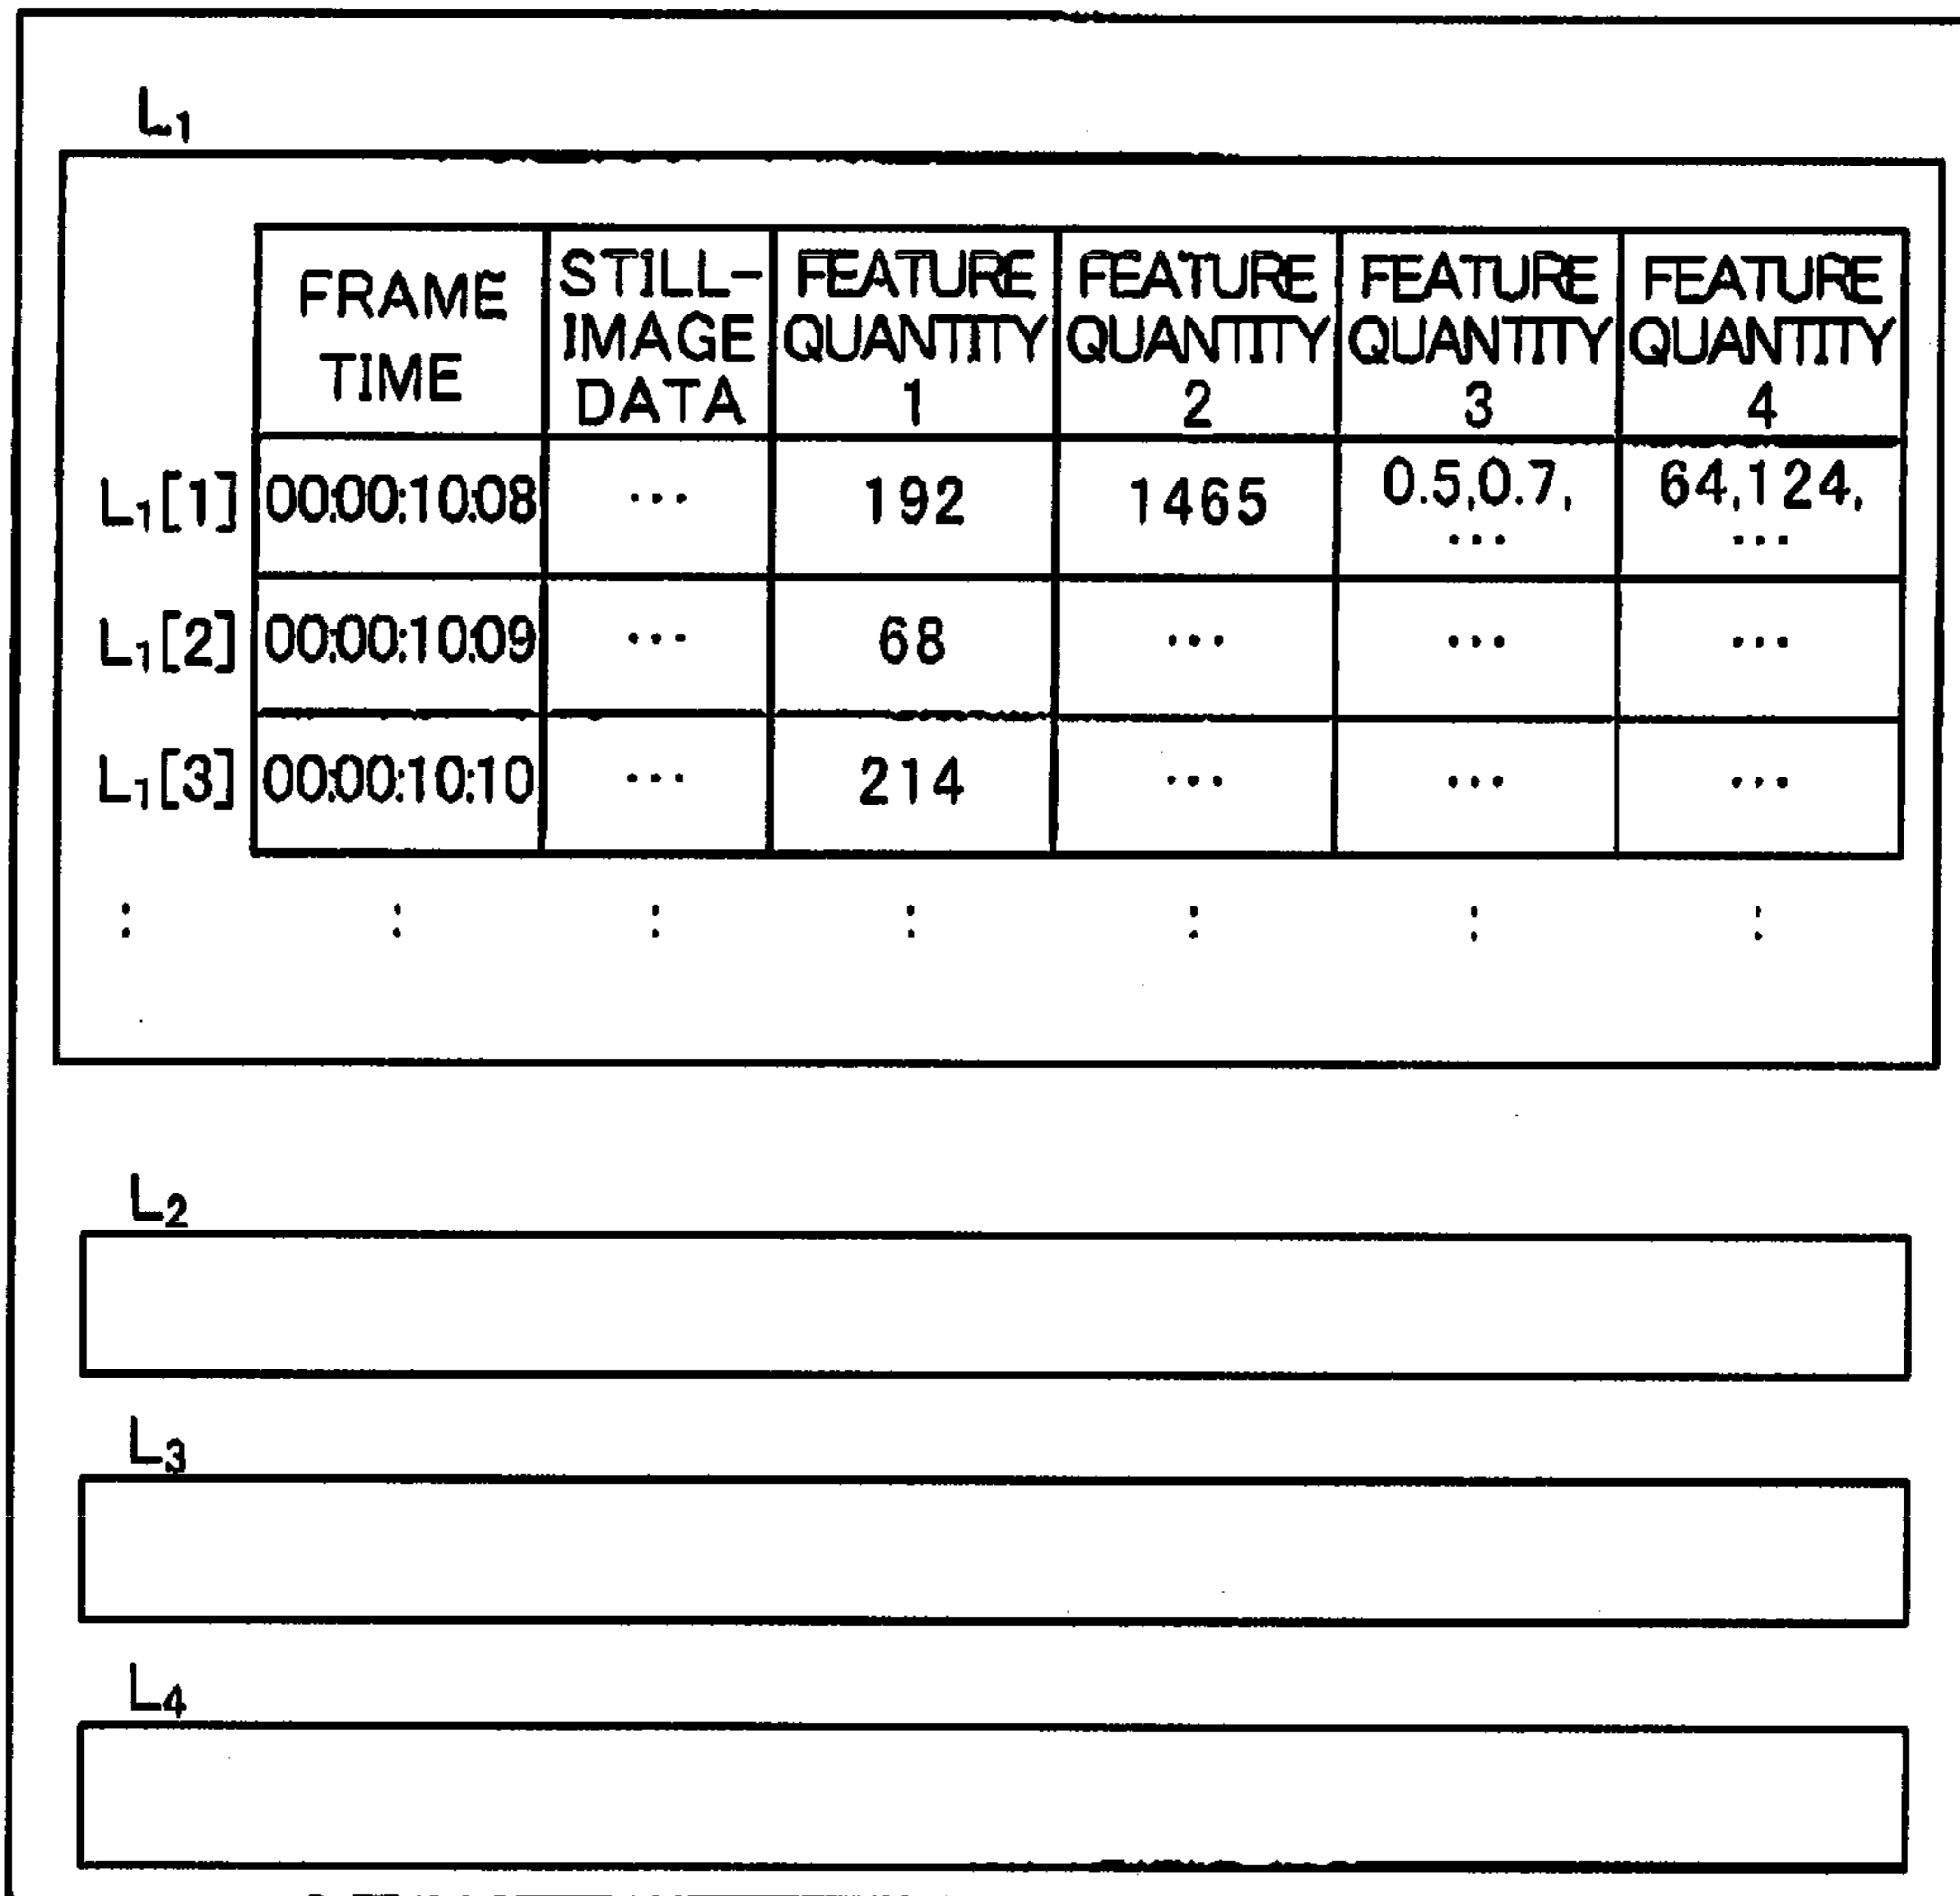 L₁
FRAME TIME | STILL-IMAGE DATA | FEATURE QUANTITY 1 | FEATURE QUANTITY 2 | FEATURE QUANTITY 3 | FEATURE QUANTITY 4
L₁[1] | 00:00:10:08 | ... | 192 | 1465 | 0.5,0.7, ... | 64,124, ...
L₁[2] | 00:00:10:09 | ... | 68 | ... | ... | ...
L₁[3] | 00:00:10:10 | ... | 214 | ... | ... | ...
: : : : : : :
L₂
L₃
L₄